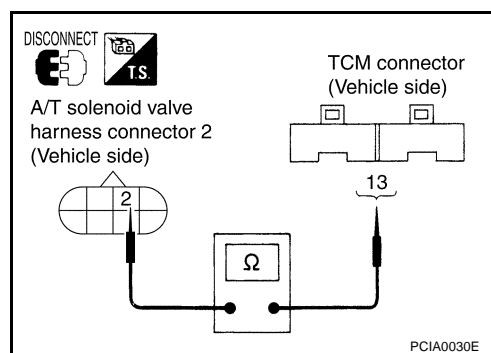 DISCONNECT
T.S.
A/T solenoid valve
harness connector 2
(Vehicle side)
2
TCM connector
(Vehicle side)
13
Ω
PCIA0030E